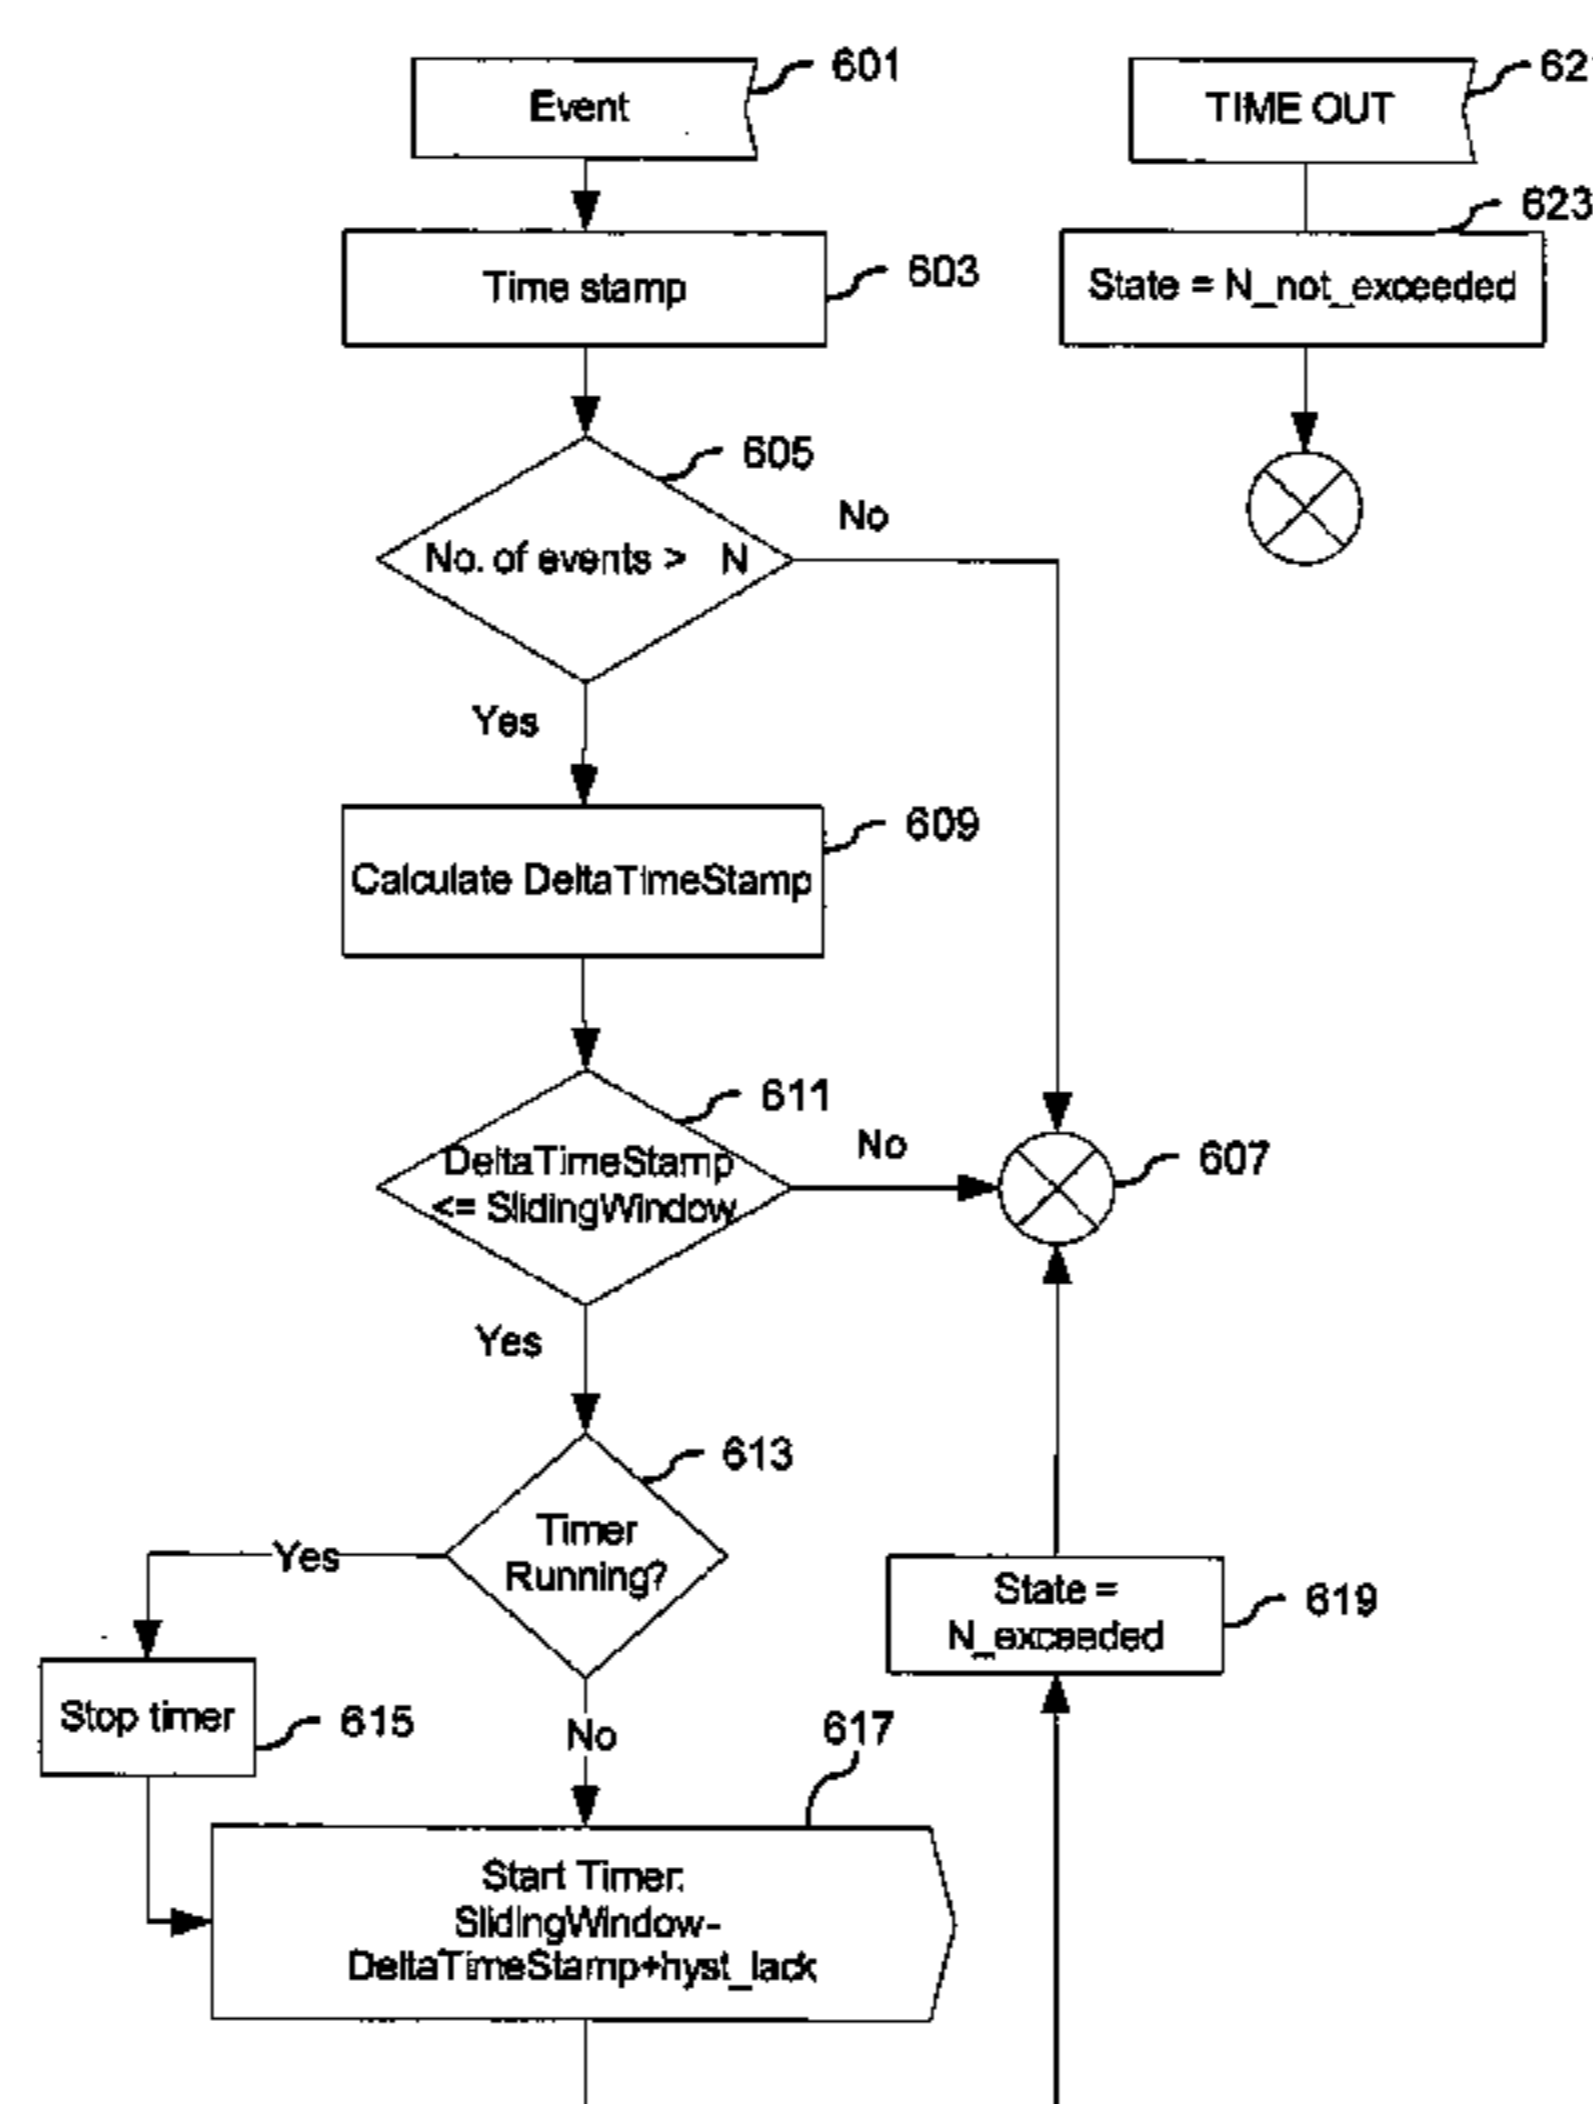 Event
601
Time stamp
603
No. of events > N
605
No
Yes
Calculate DeltaTimeStamp
609
DeltaTimeStamp
<= SlidingWindow
611
No
607
Yes
Timer
Running?
613
Yes
Stop timer
615
No
Start Timer:
SlidingWindow-
DeltaTimeStamp+hyst_lack
617
State =
N_exceeded
619
TIME OUT
State = N_not_exceeded
623